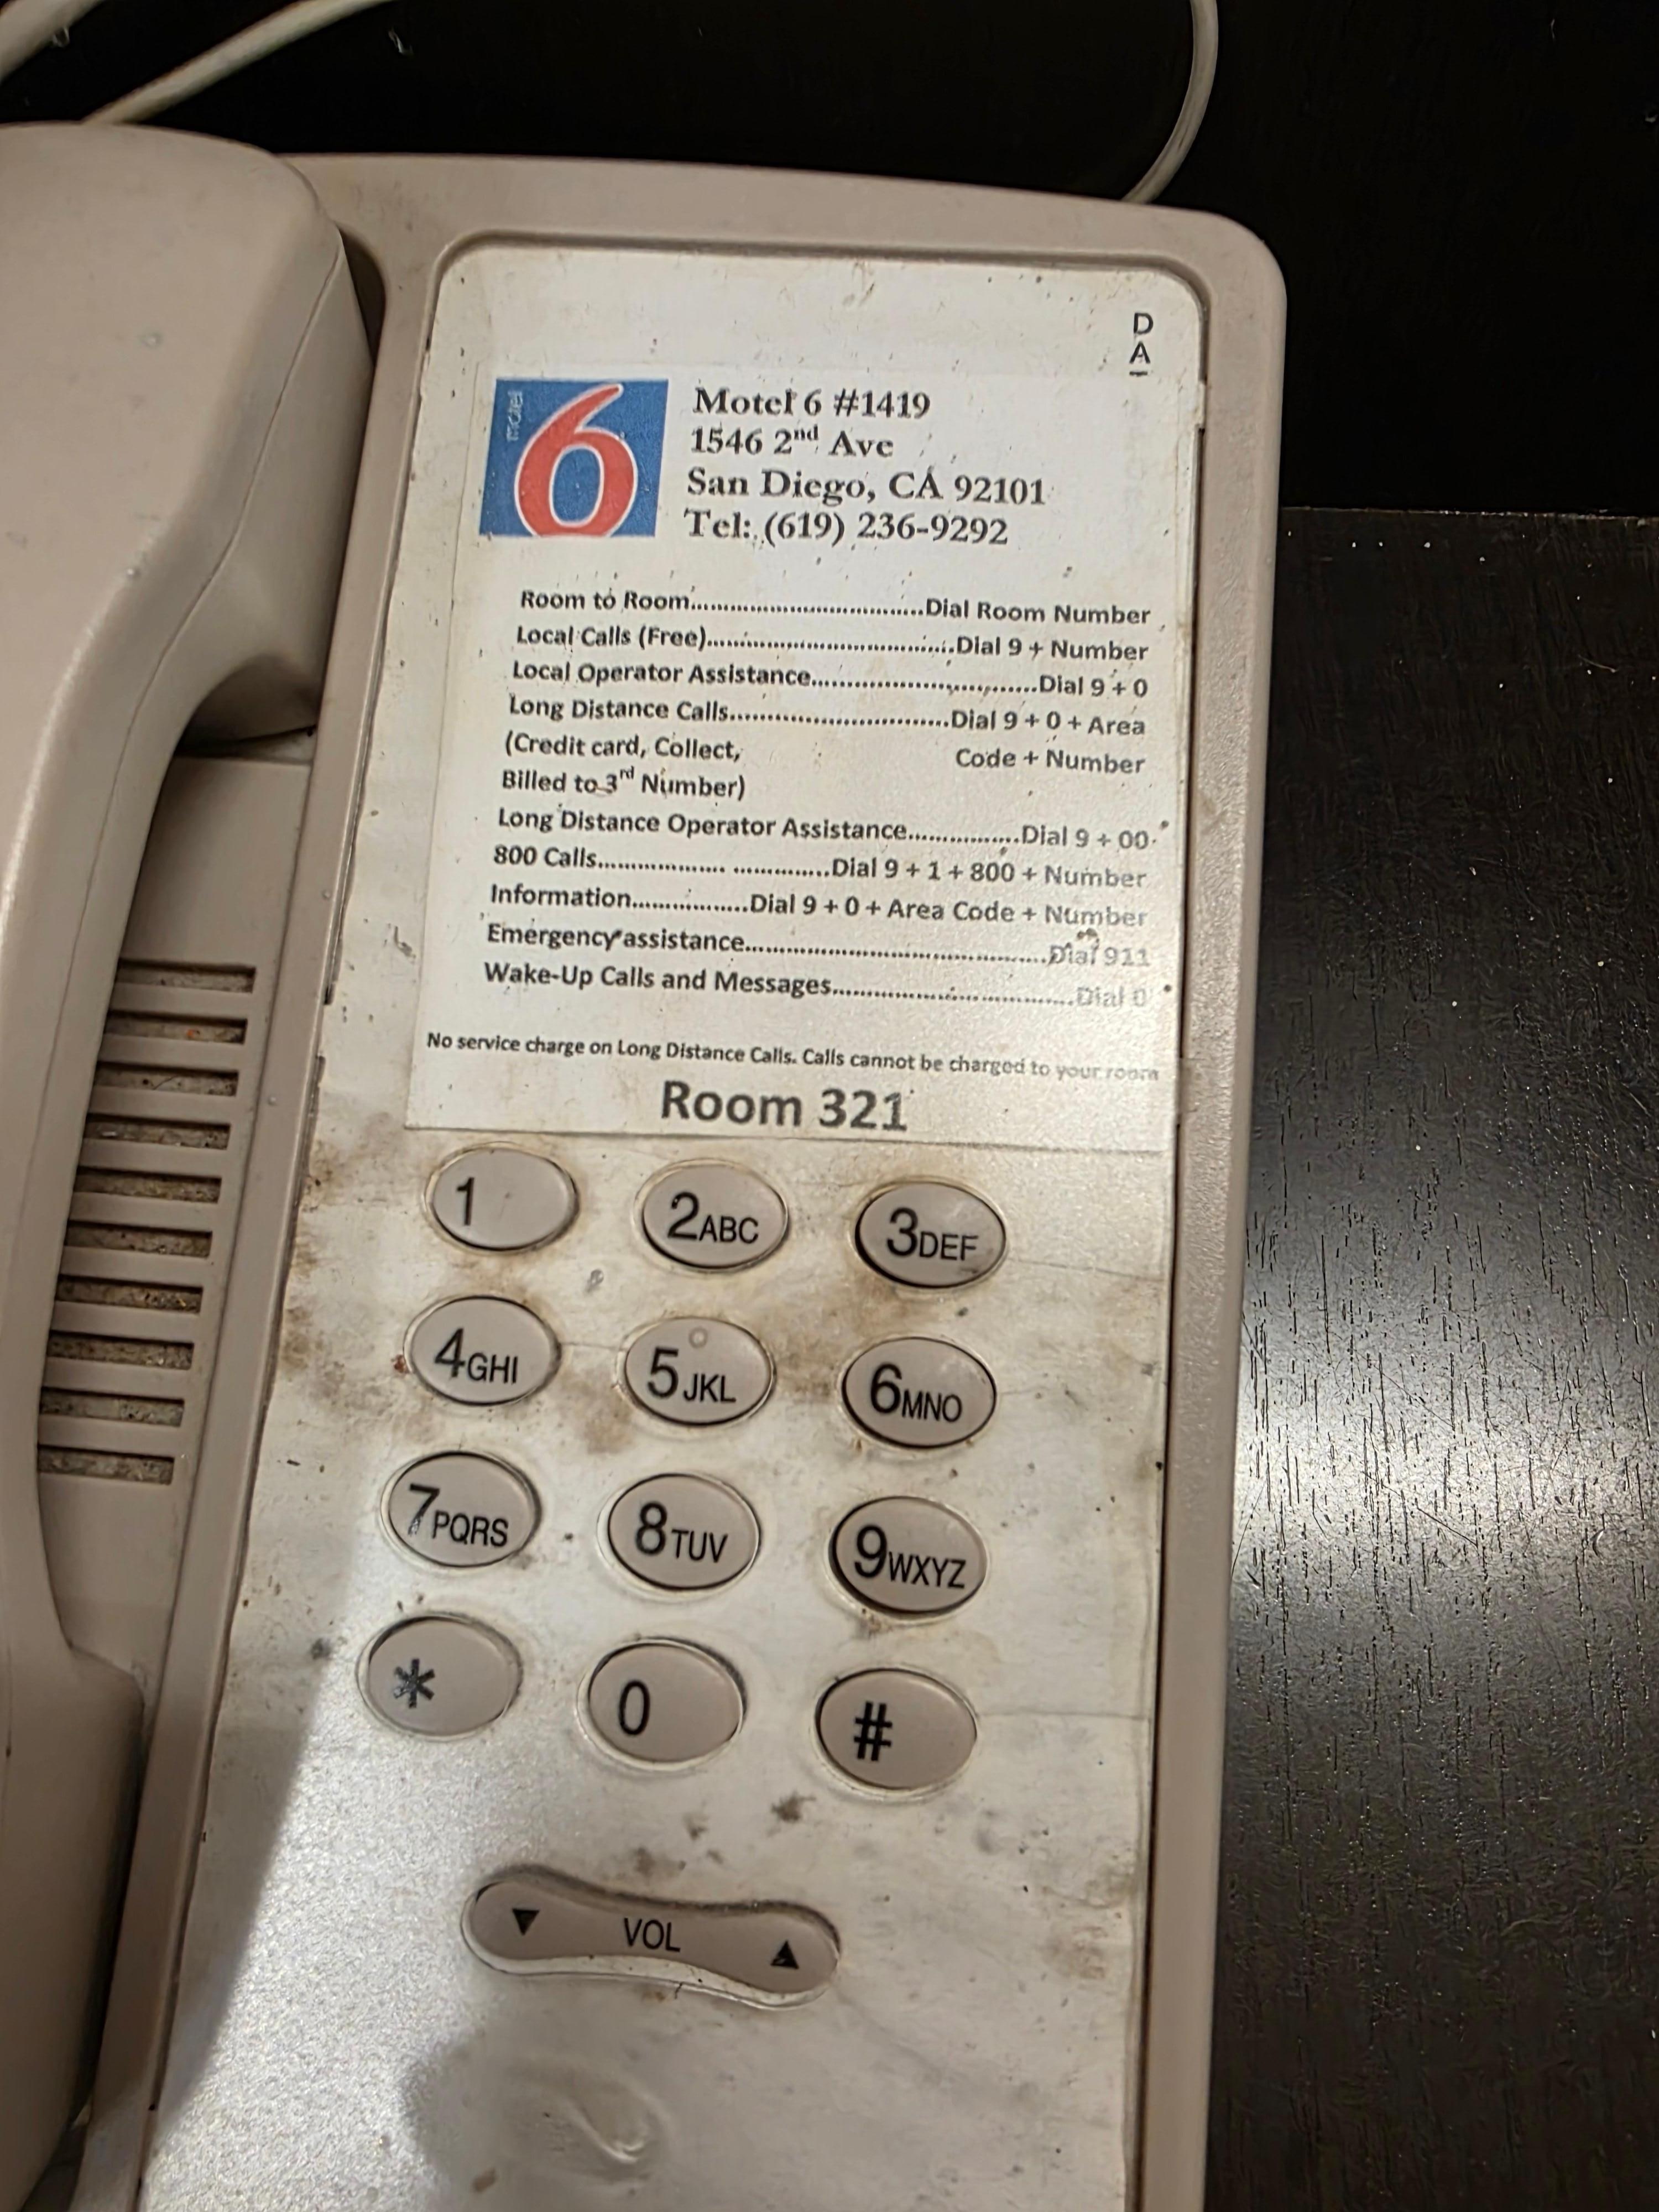 D
A
motel
6
Motel 6 #1419
1546 2nd Ave
San Diego, CA 92101
Tel: (619) 236-9292
Room to Room..................................Dial Room Number
Local Calls (Free).....................................Dial 9 + Number
Local Operator Assistance..................................Dial 9 + 0
Long Distance Calls.................................Dial 9 + 0 + Area
(Credit card, Collect, Code + Number
Billed to 3rd Number)
Long Distance Operator Assistance................Dial 9 + 00
800 Calls................... ...............Dial 9 + 1 + 800 + Number
Information.................Dial 9 + 0 + Area Code + Number
Emergency assistance.............................................Dial 911
Wake-Up Calls and Messages....................................Dial 0
No service charge on Long Distance Calls. Calls cannot be charged to your room
Room 321
1 2ABC 3DEF
4GHI 5JKL 6MNO
7PQRS 8TUV 9WXYZ
* 0 #
▼ VOL ▲